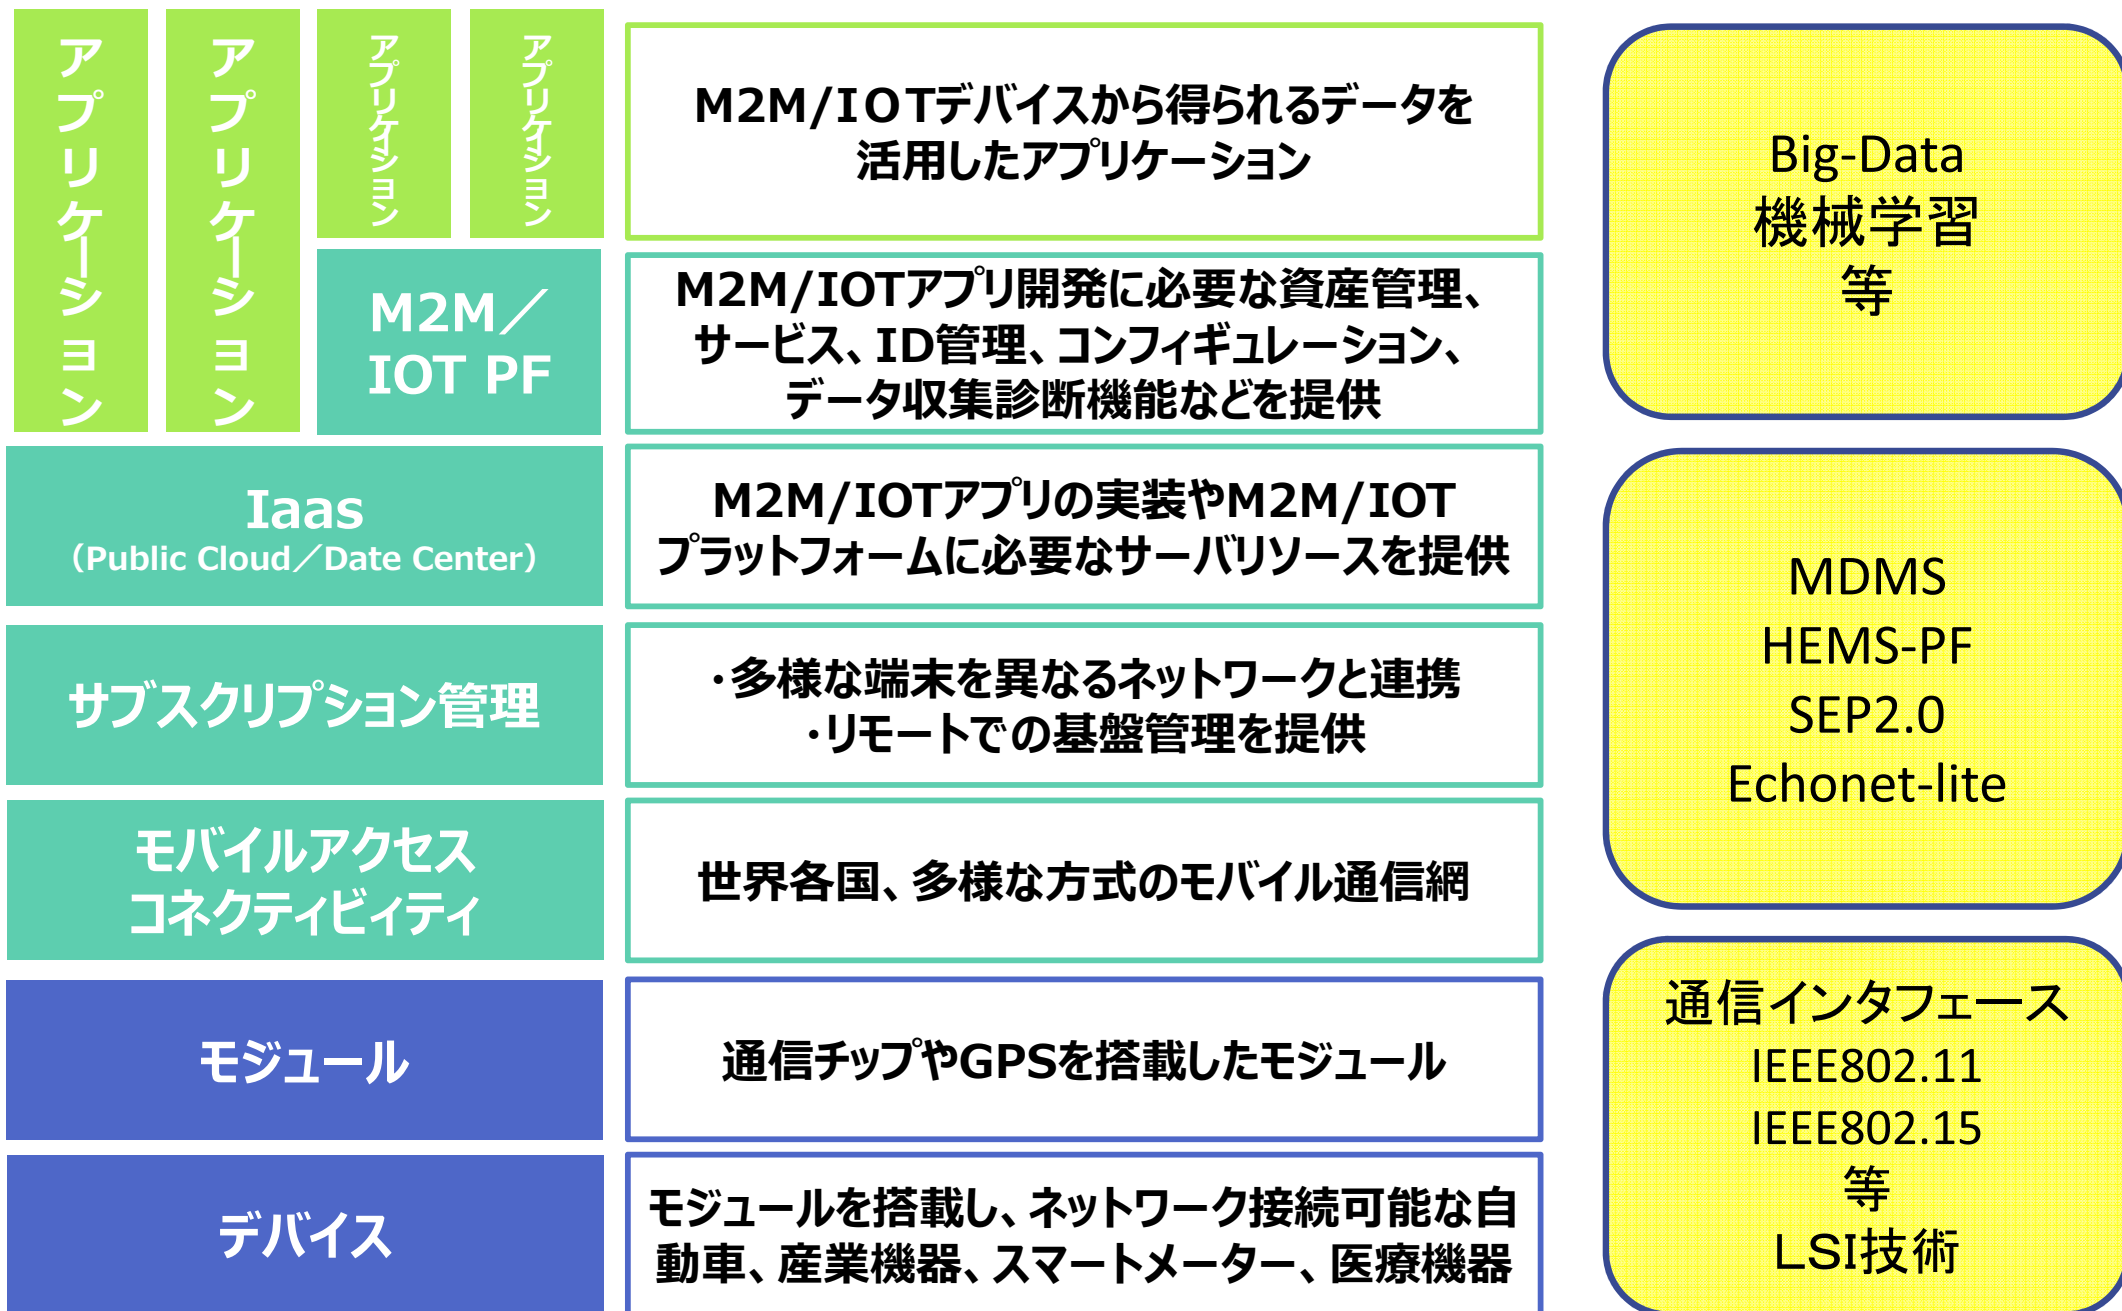 アプリケーション
アプリケーション
アプリケーション
アプリケーション
M2M/ＩＯＴデバイスから得られるデータを
活用したアプリケーション
M2M／
IOT PF
M2M/IOTアプリ開発に必要な資産管理、
サービス、ID管理、コンフィギュレーション、
データ収集診断機能などを提供
Iaas
（Public Cloud／Date Center）
M2M/IOTアプリの実装やM2M/IOT
プラットフォームに必要なサーバリソースを提供
サブスクリプション管理
・多様な端末を異なるネットワークと連携
・リモートでの基盤管理を提供
モバイルアクセス
コネクティビィティ
世界各国、多様な方式のモバイル通信網
モジュール
通信チップやGPSを搭載したモジュール
デバイス
モジュールを搭載し、ネットワーク接続可能な自
動車、産業機器、スマートメーター、医療機器
Big-Data
機械学習
等
MDMS
HEMS-PF
SEP2.0
Echonet-lite
通信インタフェース
IEEE802.11
IEEE802.15
等
LSI技術